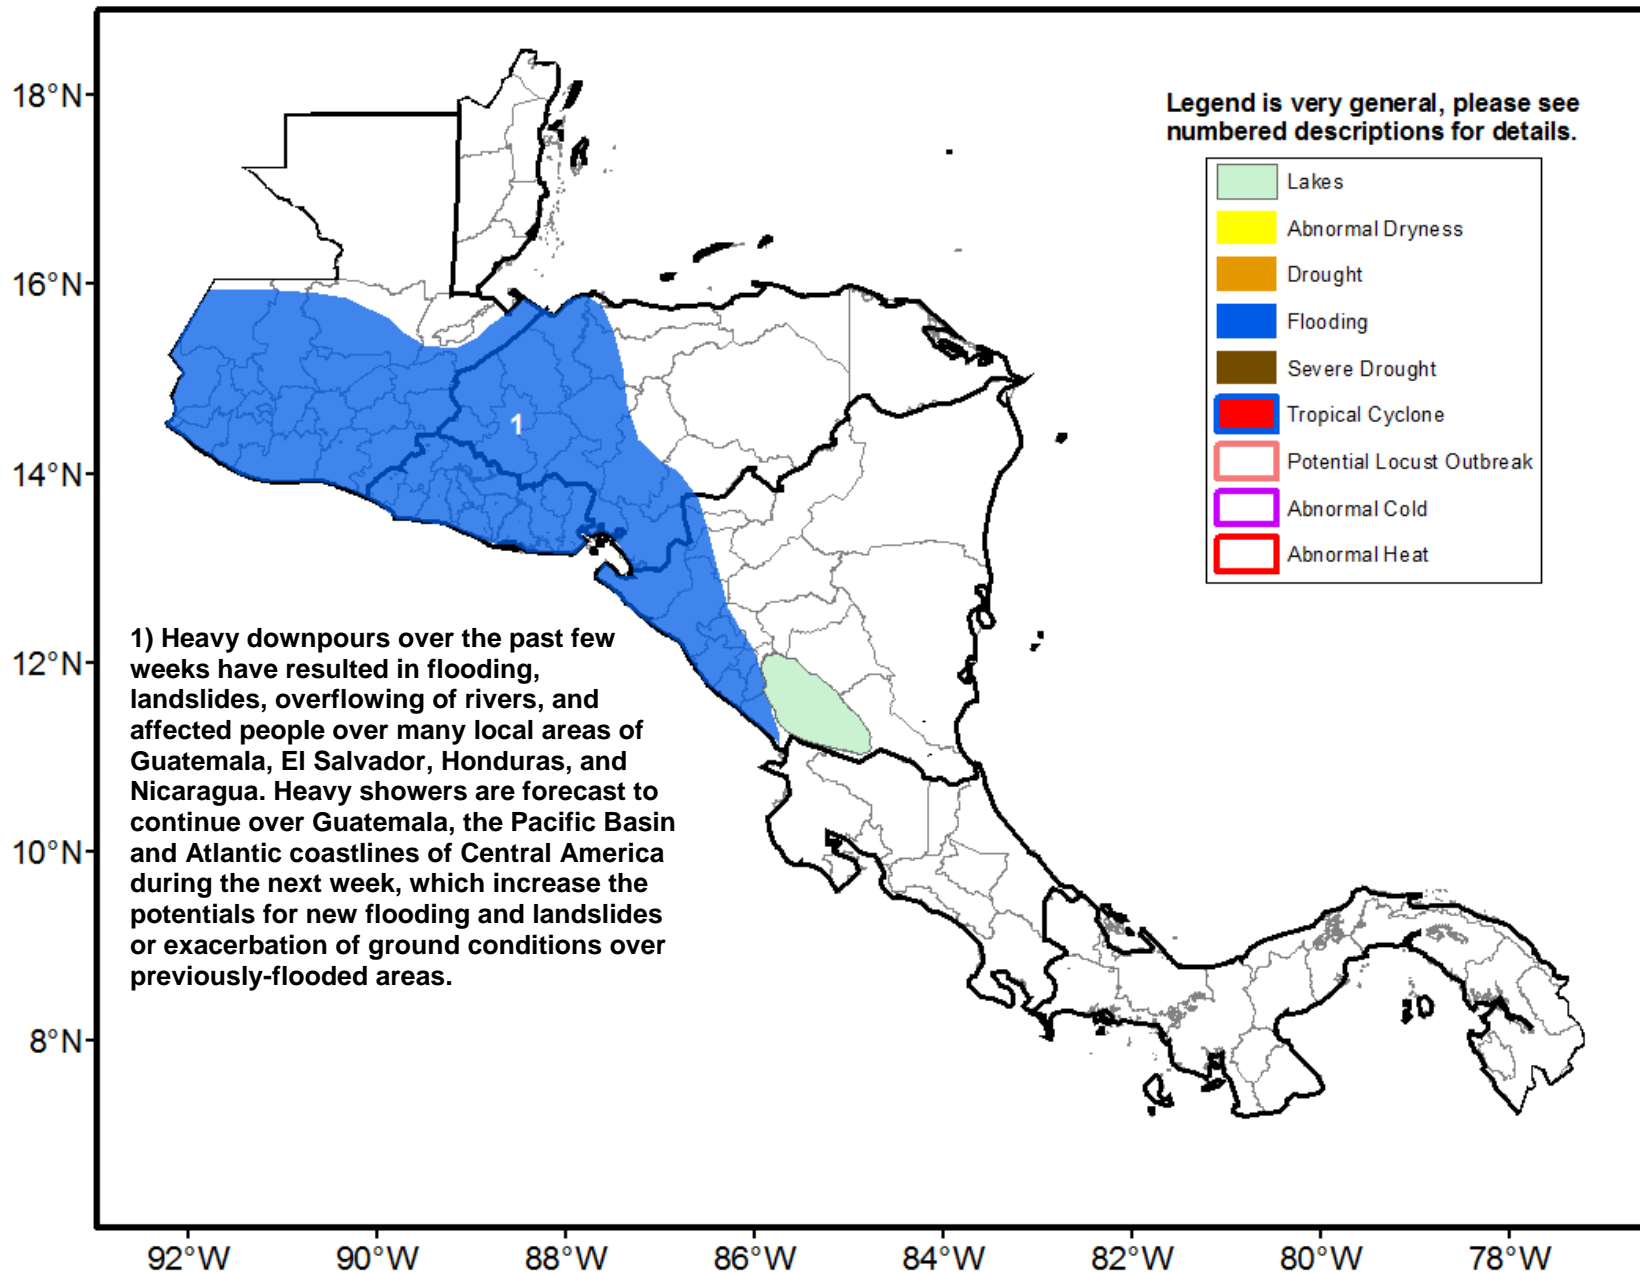 18°N
16°N
14°N
12°N
10°N
8°N
Legend is very general, please see
numbered descriptions for details.
Lakes
Abnormal Dryness
Drought
Flooding
Severe Drought
Tropical Cyclone
Potential Locust Outbreak
Abnormal Cold
Abnormal Heat
1
1) Heavy downpours over the past few
weeks have resulted in flooding,
landslides, overflowing of rivers, and
affected people over many local areas of
Guatemala, El Salvador, Honduras, and
Nicaragua. Heavy showers are forecast to
continue over Guatemala, the Pacific Basin
and Atlantic coastlines of Central America
during the next week, which increase the
potentials for new flooding and landslides
or exacerbation of ground conditions over
previously-flooded areas.
92°W
90°W
88°W
86°W
84°W
82°W
80°W
78°W